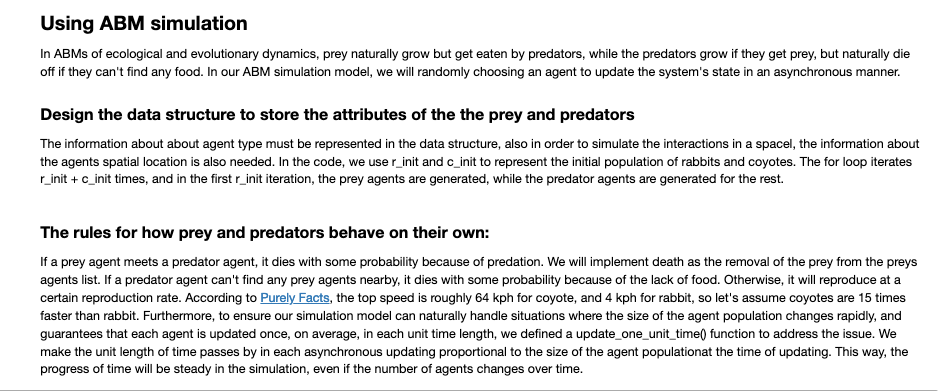 Using ABM simulation
In ABMs of ecological and evolutionary dynamics, prey naturally grow but get eaten by predators, while the predators grow if they get prey, but naturally die
off if they can't find any food. In our ABM simulation model, we will randomly choosing an agent to update the system's state in an asynchronous manner.
Design the data structure to store the attributes of the the prey and predators
The information about about agent type must be represented in the data structure, also in order to simulate the interactions in a spacel, the information about
the agents spatial location is also needed. In the code, we use r_init and c_init to represent the initial population of rabbits and coyotes. The for loop iterates
r_init + c_init times, and in the first r_init iteration, the prey agents are generated, while the predator agents are generated for the rest.
The rules for how prey and predators behave on their own:
If a prey agent meets a predator agent, it dies with some probability because of predation. We will implement death as the removal of the prey from the preys
agents list. If a predator agent can't find any prey agents nearby, it dies with some probability because of the lack of food. Otherwise, it will reproduce at a
certain reproduction rate. According to Purely Facts, the top speed is roughly 64 kph for coyote, and 4 kph for rabbit, so let's assume coyotes are 15 times
faster than rabbit. Furthermore, to ensure our simulation model can naturally handle situations where the size of the agent population changes rapidly, and
guarantees that each agent is updated once, on average, in each unit time length, we defined a update_one_unit_time() function to address the issue. We
make the unit length of time passes by in each asynchronous updating proportional to the size of the agent populationat the time of updating. This way, the
progress of time will be steady in the simulation, even if the number of agents changes over time.